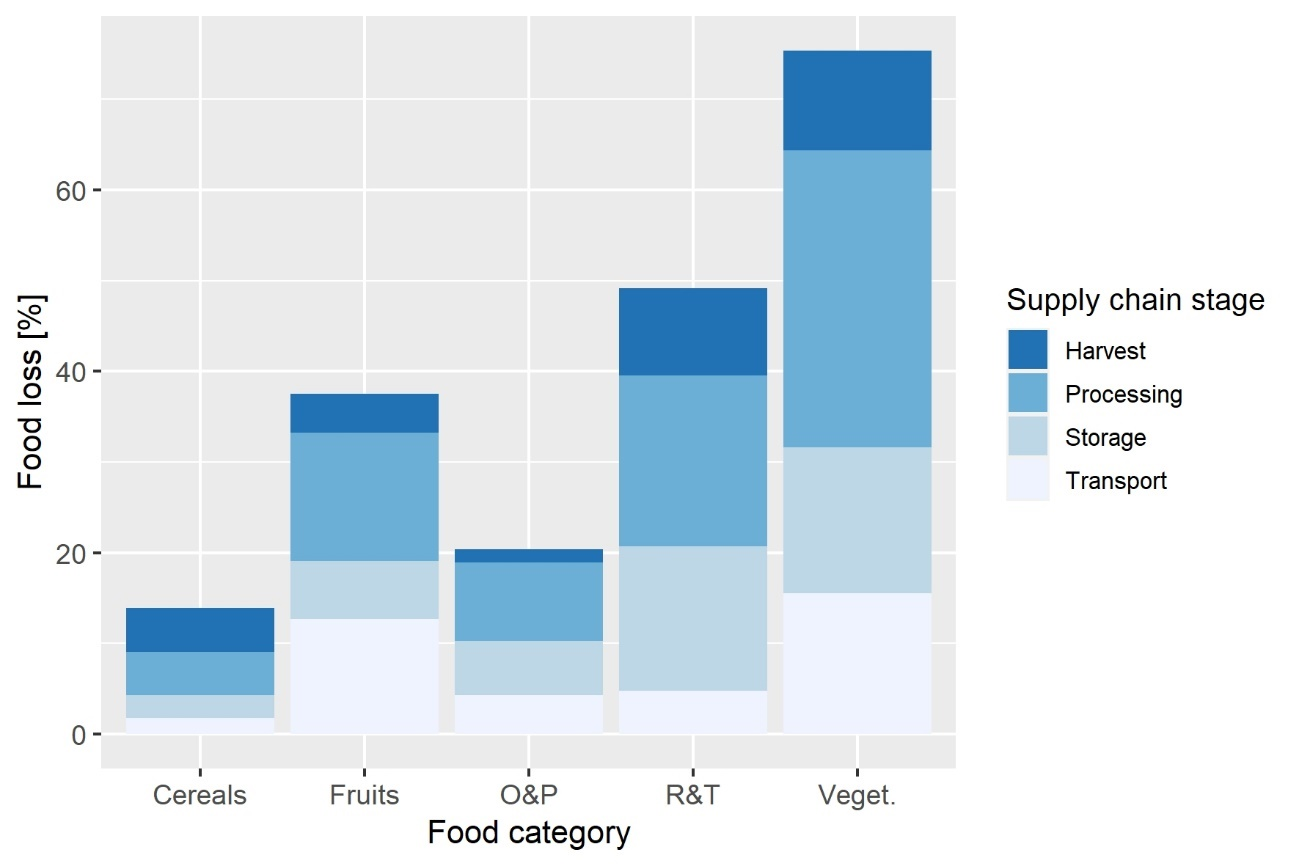 60
40
20
0
Food loss [%]
Cereals
Fruits
O&P
R&T
Veget.
Food category
Supply chain stage
Harvest
Processing
Storage
Transport